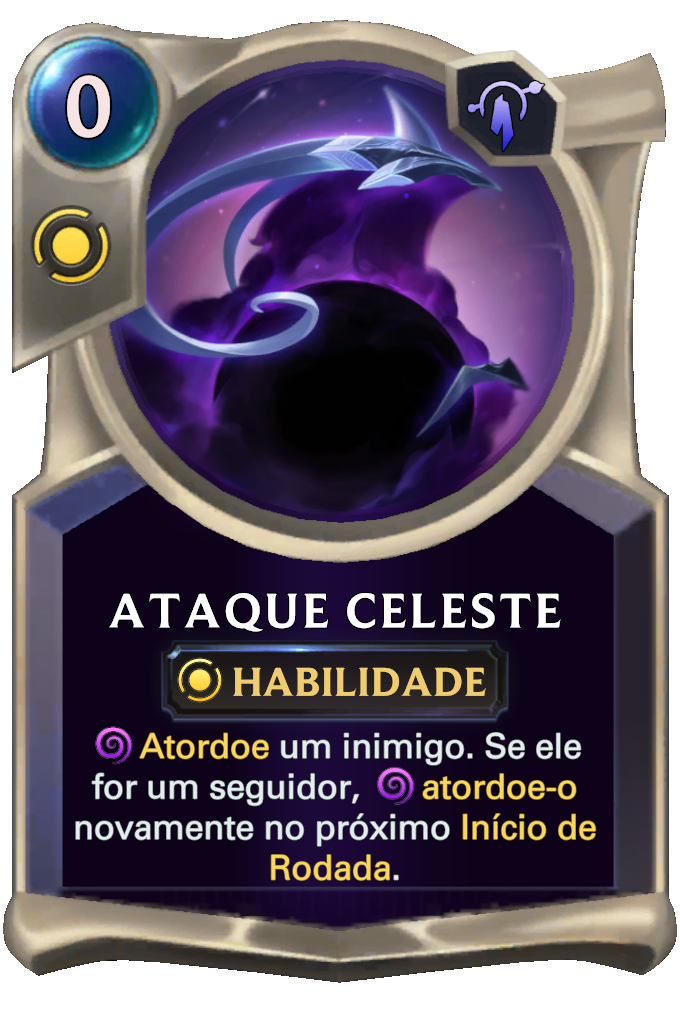 0
ATAQUE CELESTE
HABILIDADE
Atordoe um inimigo. Se ele
for um seguidor, atordoe-o
novamente no próximo Início de
Rodada.